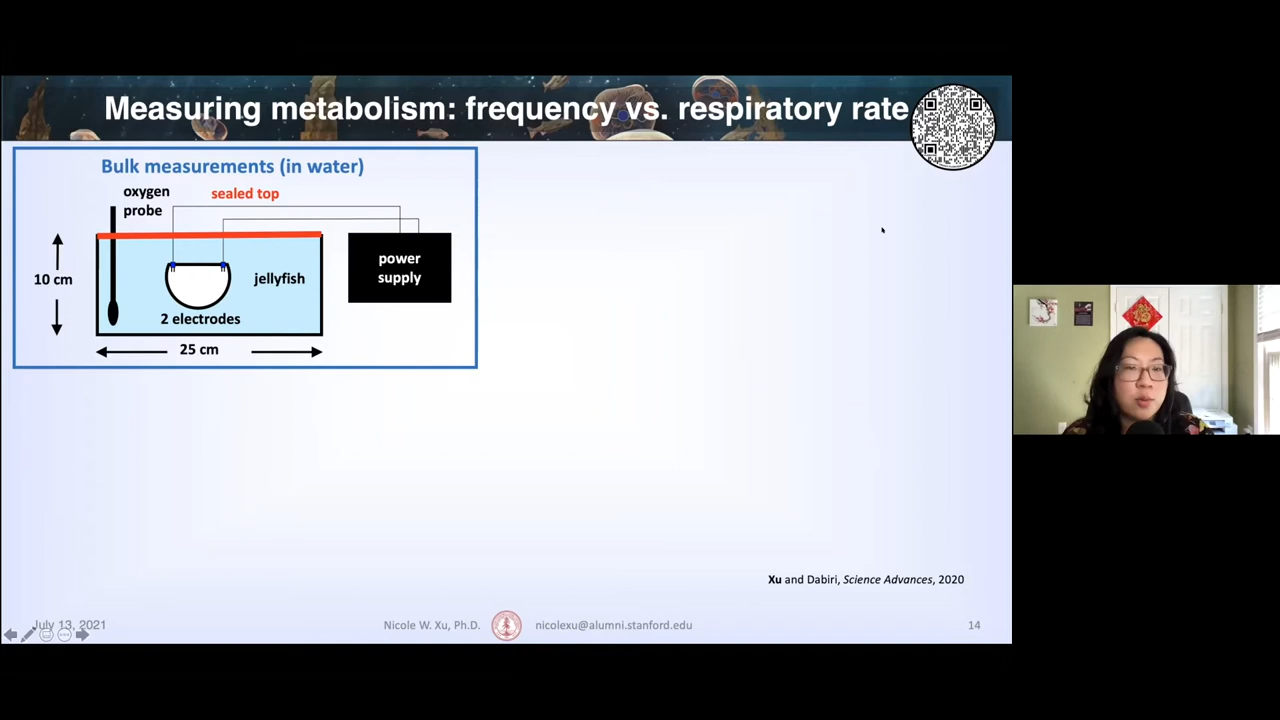 Measuring metabolism: frequency vs. respiratory rate
Bulk measurements (in water)
oxygen
probe
sealed top
10 cm
jellyfish
power
supply
2 electrodes
25 cm
Xu and Dabiri, Science Advances, 2020
July 13, 2021
Nicole W. Xu, Ph.D.
nicolexu@alumni.stanford.edu
14